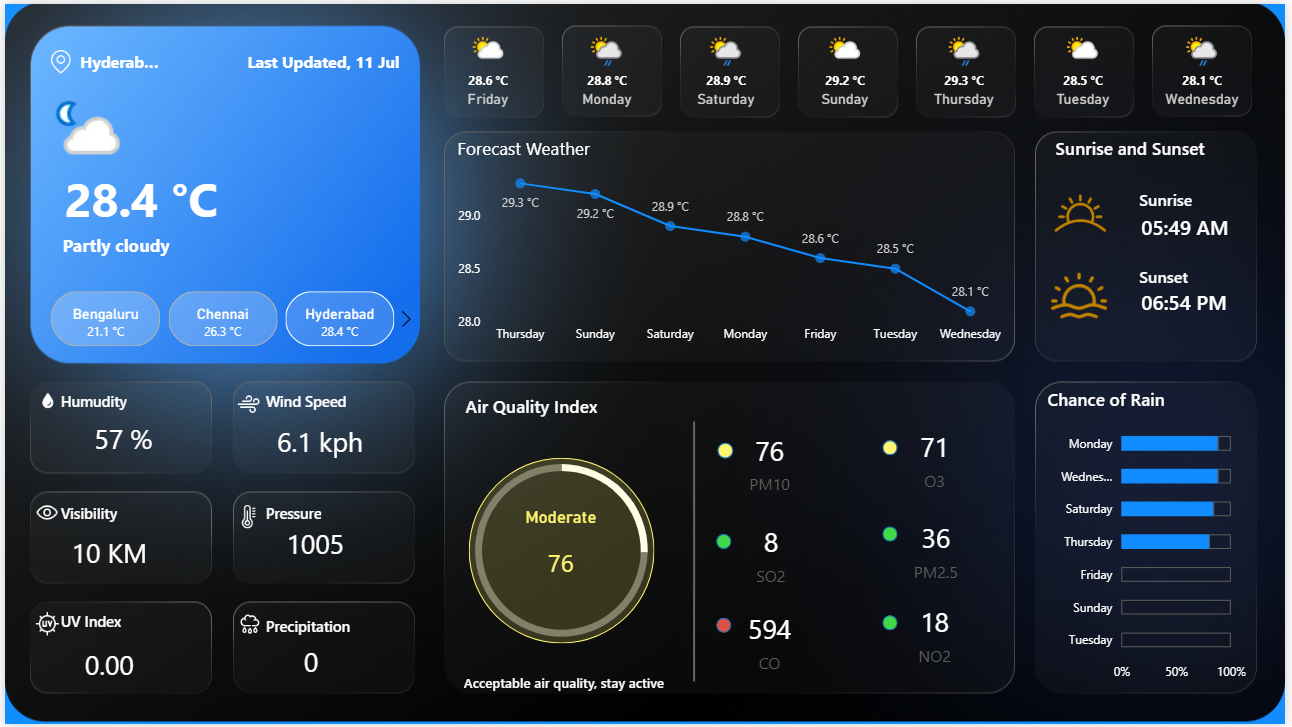 Hyderab...
Last Updated, 11 Jul
28.4 °C
Partly cloudy
Bengaluru
21.1 °C
Chennai
26.3 °C
Hyderabad
28.4 °C
28.6 °C
Friday
28.8 °C
Monday
28.9 °C
Saturday
29.2 °C
Sunday
29.3 °C
Thursday
28.5 °C
Tuesday
28.1 °C
Wednesday
Forecast Weather
29.0
28.5
28.0
29.3 °C
29.2 °C
28.9 °C
28.8 °C
28.6 °C
28.5 °C
28.1 °C
Thursday
Sunday
Saturday
Monday
Friday
Tuesday
Wednesday
Sunrise and Sunset
Sunrise
05:49 AM
Sunset
06:54 PM
Humudity
57 %
Wind Speed
6.1 kph
Visibility
10 KM
Pressure
1005
UV
UV Index
0.00
Precipitation
0
Air Quality Index
Moderate
76
Acceptable air quality, stay active
76
PM10
71
O3
8
SO2
36
PM2.5
594
CO
18
NO2
Chance of Rain
Monday
Wednes...
Saturday
Thursday
Friday
Sunday
Tuesday
0%
50%
100%